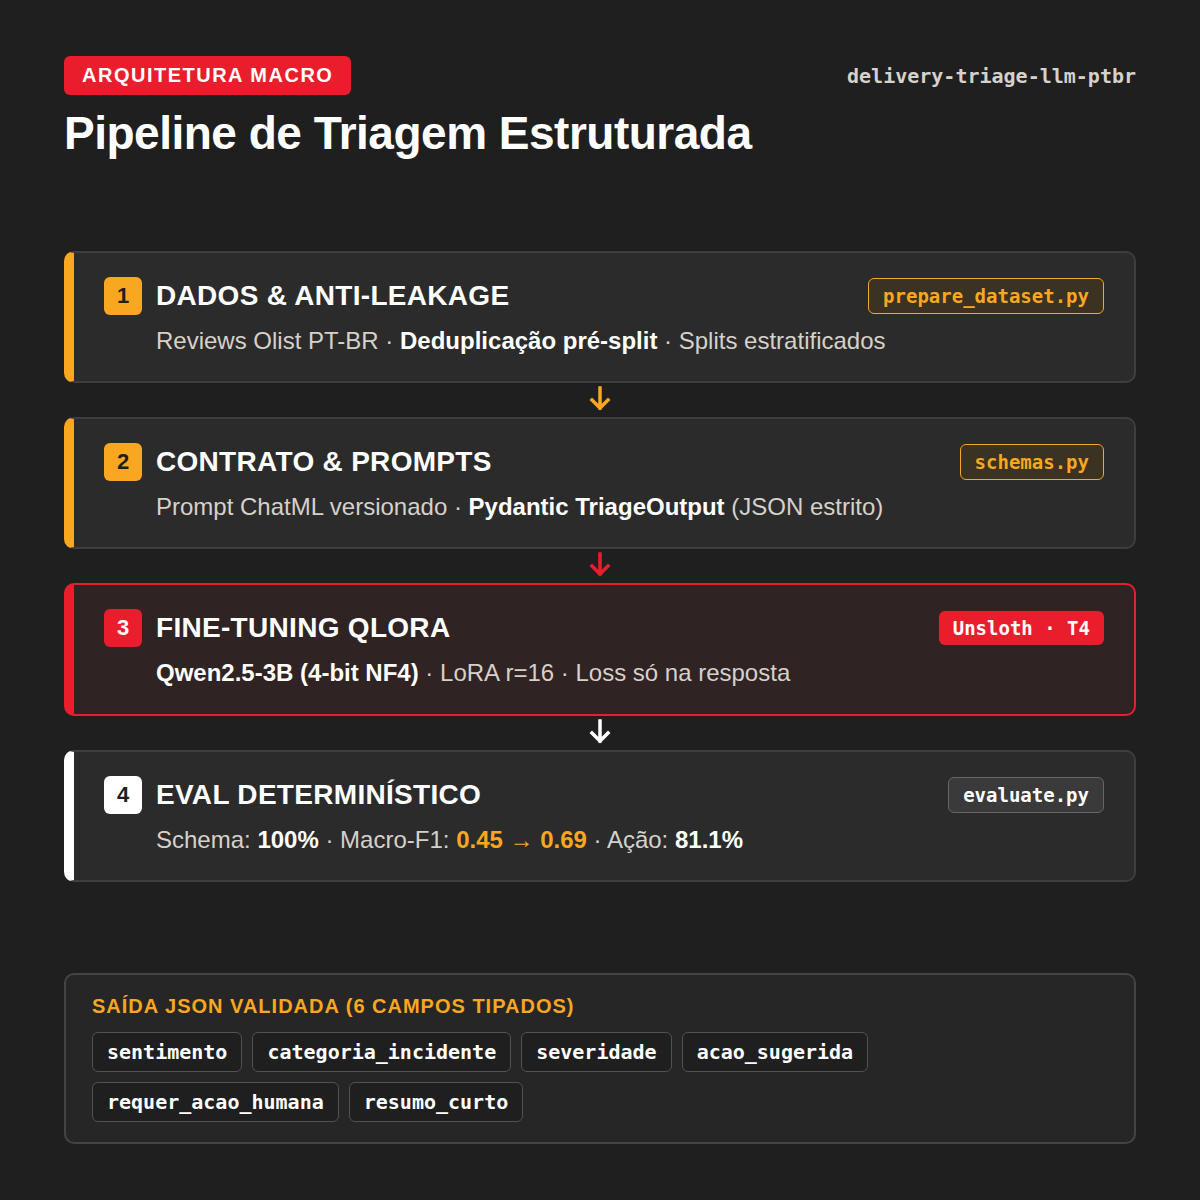 ARQUITETURA MACRO
delivery-triage-llm-ptbr
Pipeline de Triagem Estruturada
1 DADOS & ANTI-LEAKAGE prepare_dataset.py
Reviews Olist PT-BR · Deduplicação pré-split · Splits estratificados
↓
2 CONTRATO & PROMPTS schemas.py
Prompt ChatML versionado · Pydantic TriageOutput (JSON estrito)
↓
3 FINE-TUNING QLORA Unsloth · T4
Qwen2.5-3B (4-bit NF4) · LoRA r=16 · Loss só na resposta
↓
4 EVAL DETERMINÍSTICO evaluate.py
Schema: 100% · Macro-F1: 0.45 → 0.69 · Ação: 81.1%
SAÍDA JSON VALIDADA (6 CAMPOS TIPADOS)
sentimento categoria_incidente severidade acao_sugerida
requer_acao_humana resumo_curto